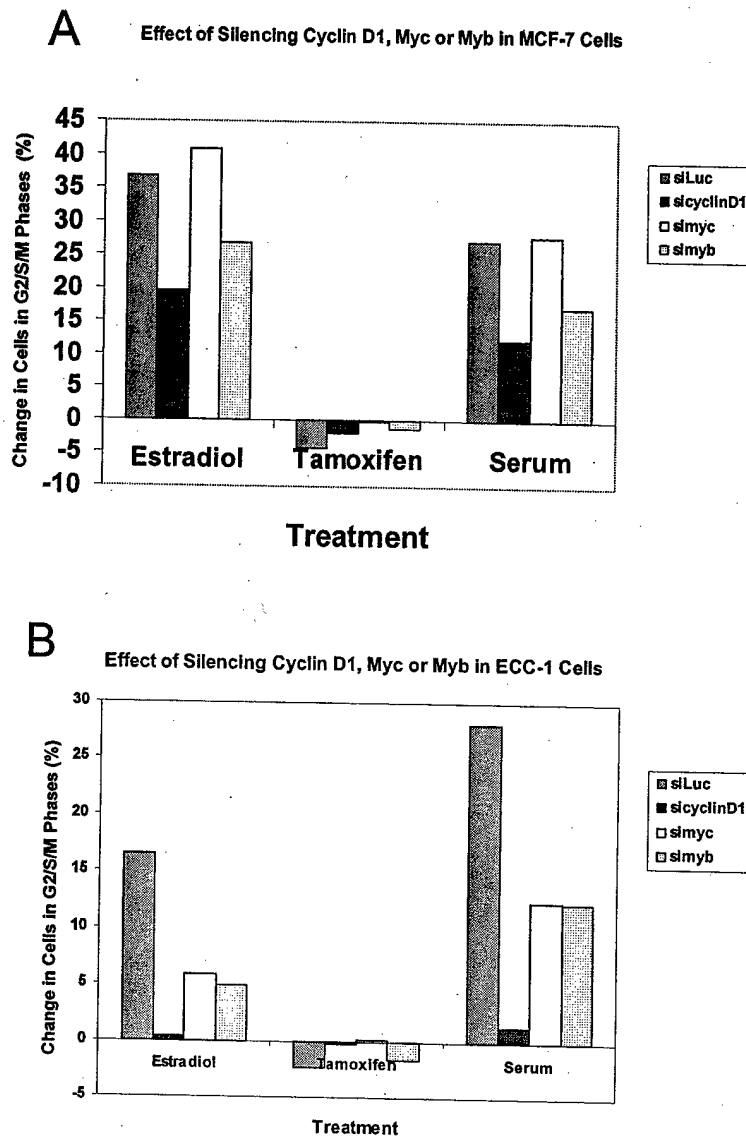 A
Effect of Silencing Cyclin D1, Myc or Myb in MCF-7 Cells
Change in Cells in G2/S/M Phases (%)
45
40
35
30
25
20
15
10
5
0
-5
-10
Estradiol
Tamoxifen
Serum
Treatment
siLuc
sicyclinD1
simyc
simyb
B
Effect of Silencing Cyclin D1, Myc or Myb in ECC-1 Cells
Change in Cells in G2/S/M Phases (%)
30
25
20
15
10
5
0
-5
Estradiol
Tamoxifen
Serum
Treatment
siLuc
sicyclinD1
simyc
simyb